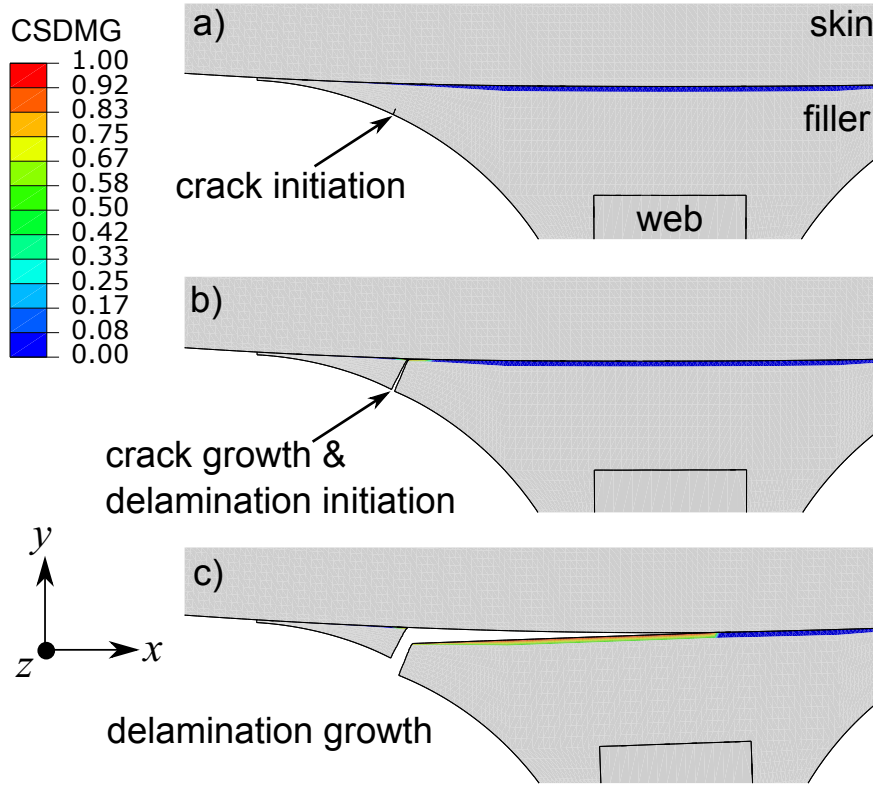 CSDMG
1.00
0.92
0.83
0.75
0.67
0.58
0.50
0.42
0.33
0.25
0.17
0.08
0.00
a)
skin
filler
crack initiation
web
b)
crack growth &
delamination initiation
c)
y
z
x
delamination growth